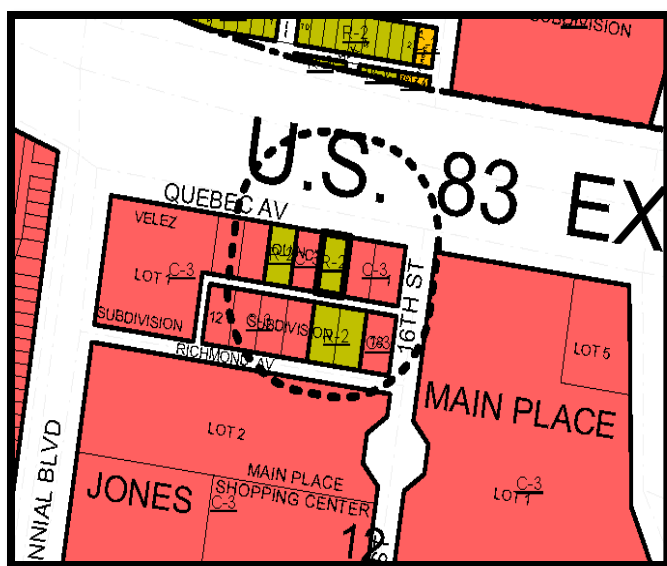 R-2
SUBDIVISION
U.S. 83 EX
QUEBEC AV
VELEZ
LOT 1
C-3
R-2
R-2
C-3
SUBDIVISION
12
SUBDIVISION
R-2
16TH ST
RICHMOND AV
LOT 5
MAIN PLACE
LOT 2
C-3
LOT 1
MAIN PLACE
SHOPPING CENTER
JONES
C-3
NNIAL BLVD
12